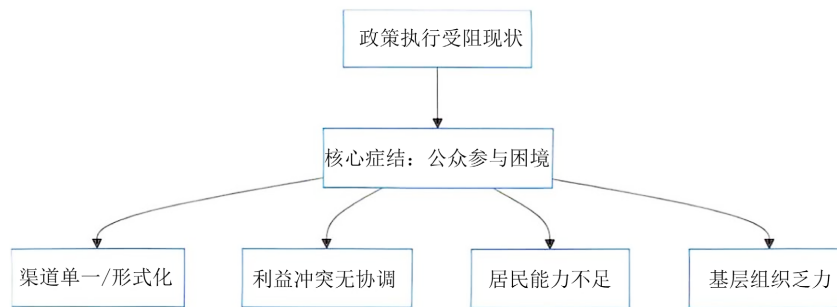 政策执行受阻现状
核心症结：公众参与困境
渠道单一/形式化
利益冲突无协调
居民能力不足
基层组织乏力